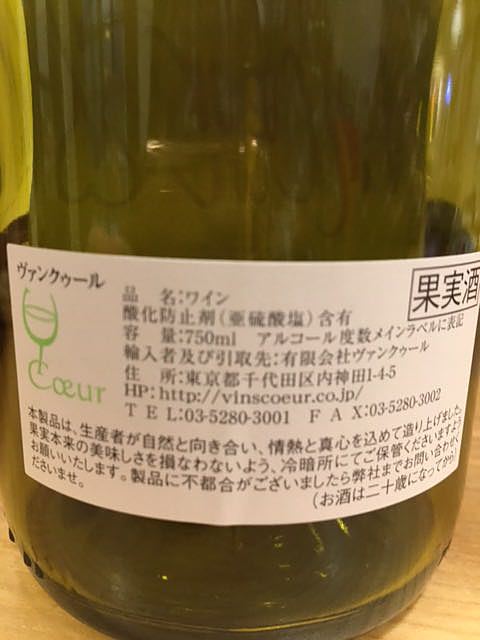 ヴァンクゥール
Cœur
果実酒
品　名:ワイン
酸化防止剤(亜硫酸塩)含有
容　量:750ml　アルコール度数メインラベルに表記
輸入者及び引取先:有限会社ヴァンクゥール
住　所:東京都千代田区内神田1-4-5
HP:http://vinscoeur.co.jp/
TEL:03-5280-3001　FAX:03-5280-3002
本製品は、生産者が自然と向き合い、情熱と真心を込めて造り上げました。
果実本来の美味しさを損なわないよう、冷暗所にてご保管くださいますよう
お願いいたします。製品に不都合がございましたら弊社までお問い合わせく
ださいませ。
(お酒は二十歳になってから)